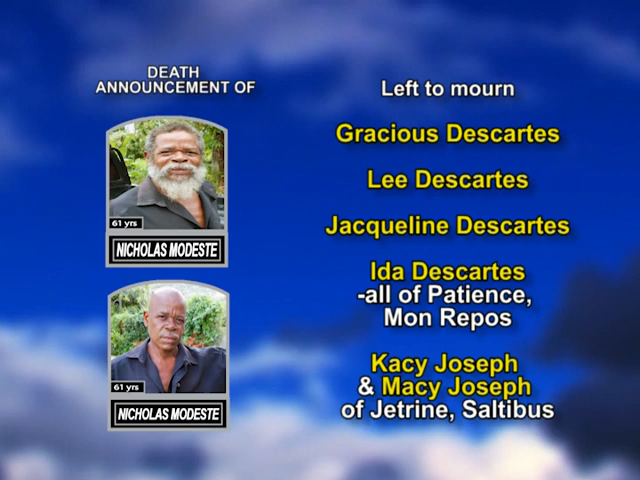 DEATH
ANNOUNCEMENT OF
61 yrs
NICHOLAS MODESTE
61 yrs
NICHOLAS MODESTE
Left to mourn
Gracious Descartes
Lee Descartes
Jacqueline Descartes
Ida Descartes
-all of Patience,
Mon Repos
Kacy Joseph
& Macy Joseph
of Jetrine, Saltibus